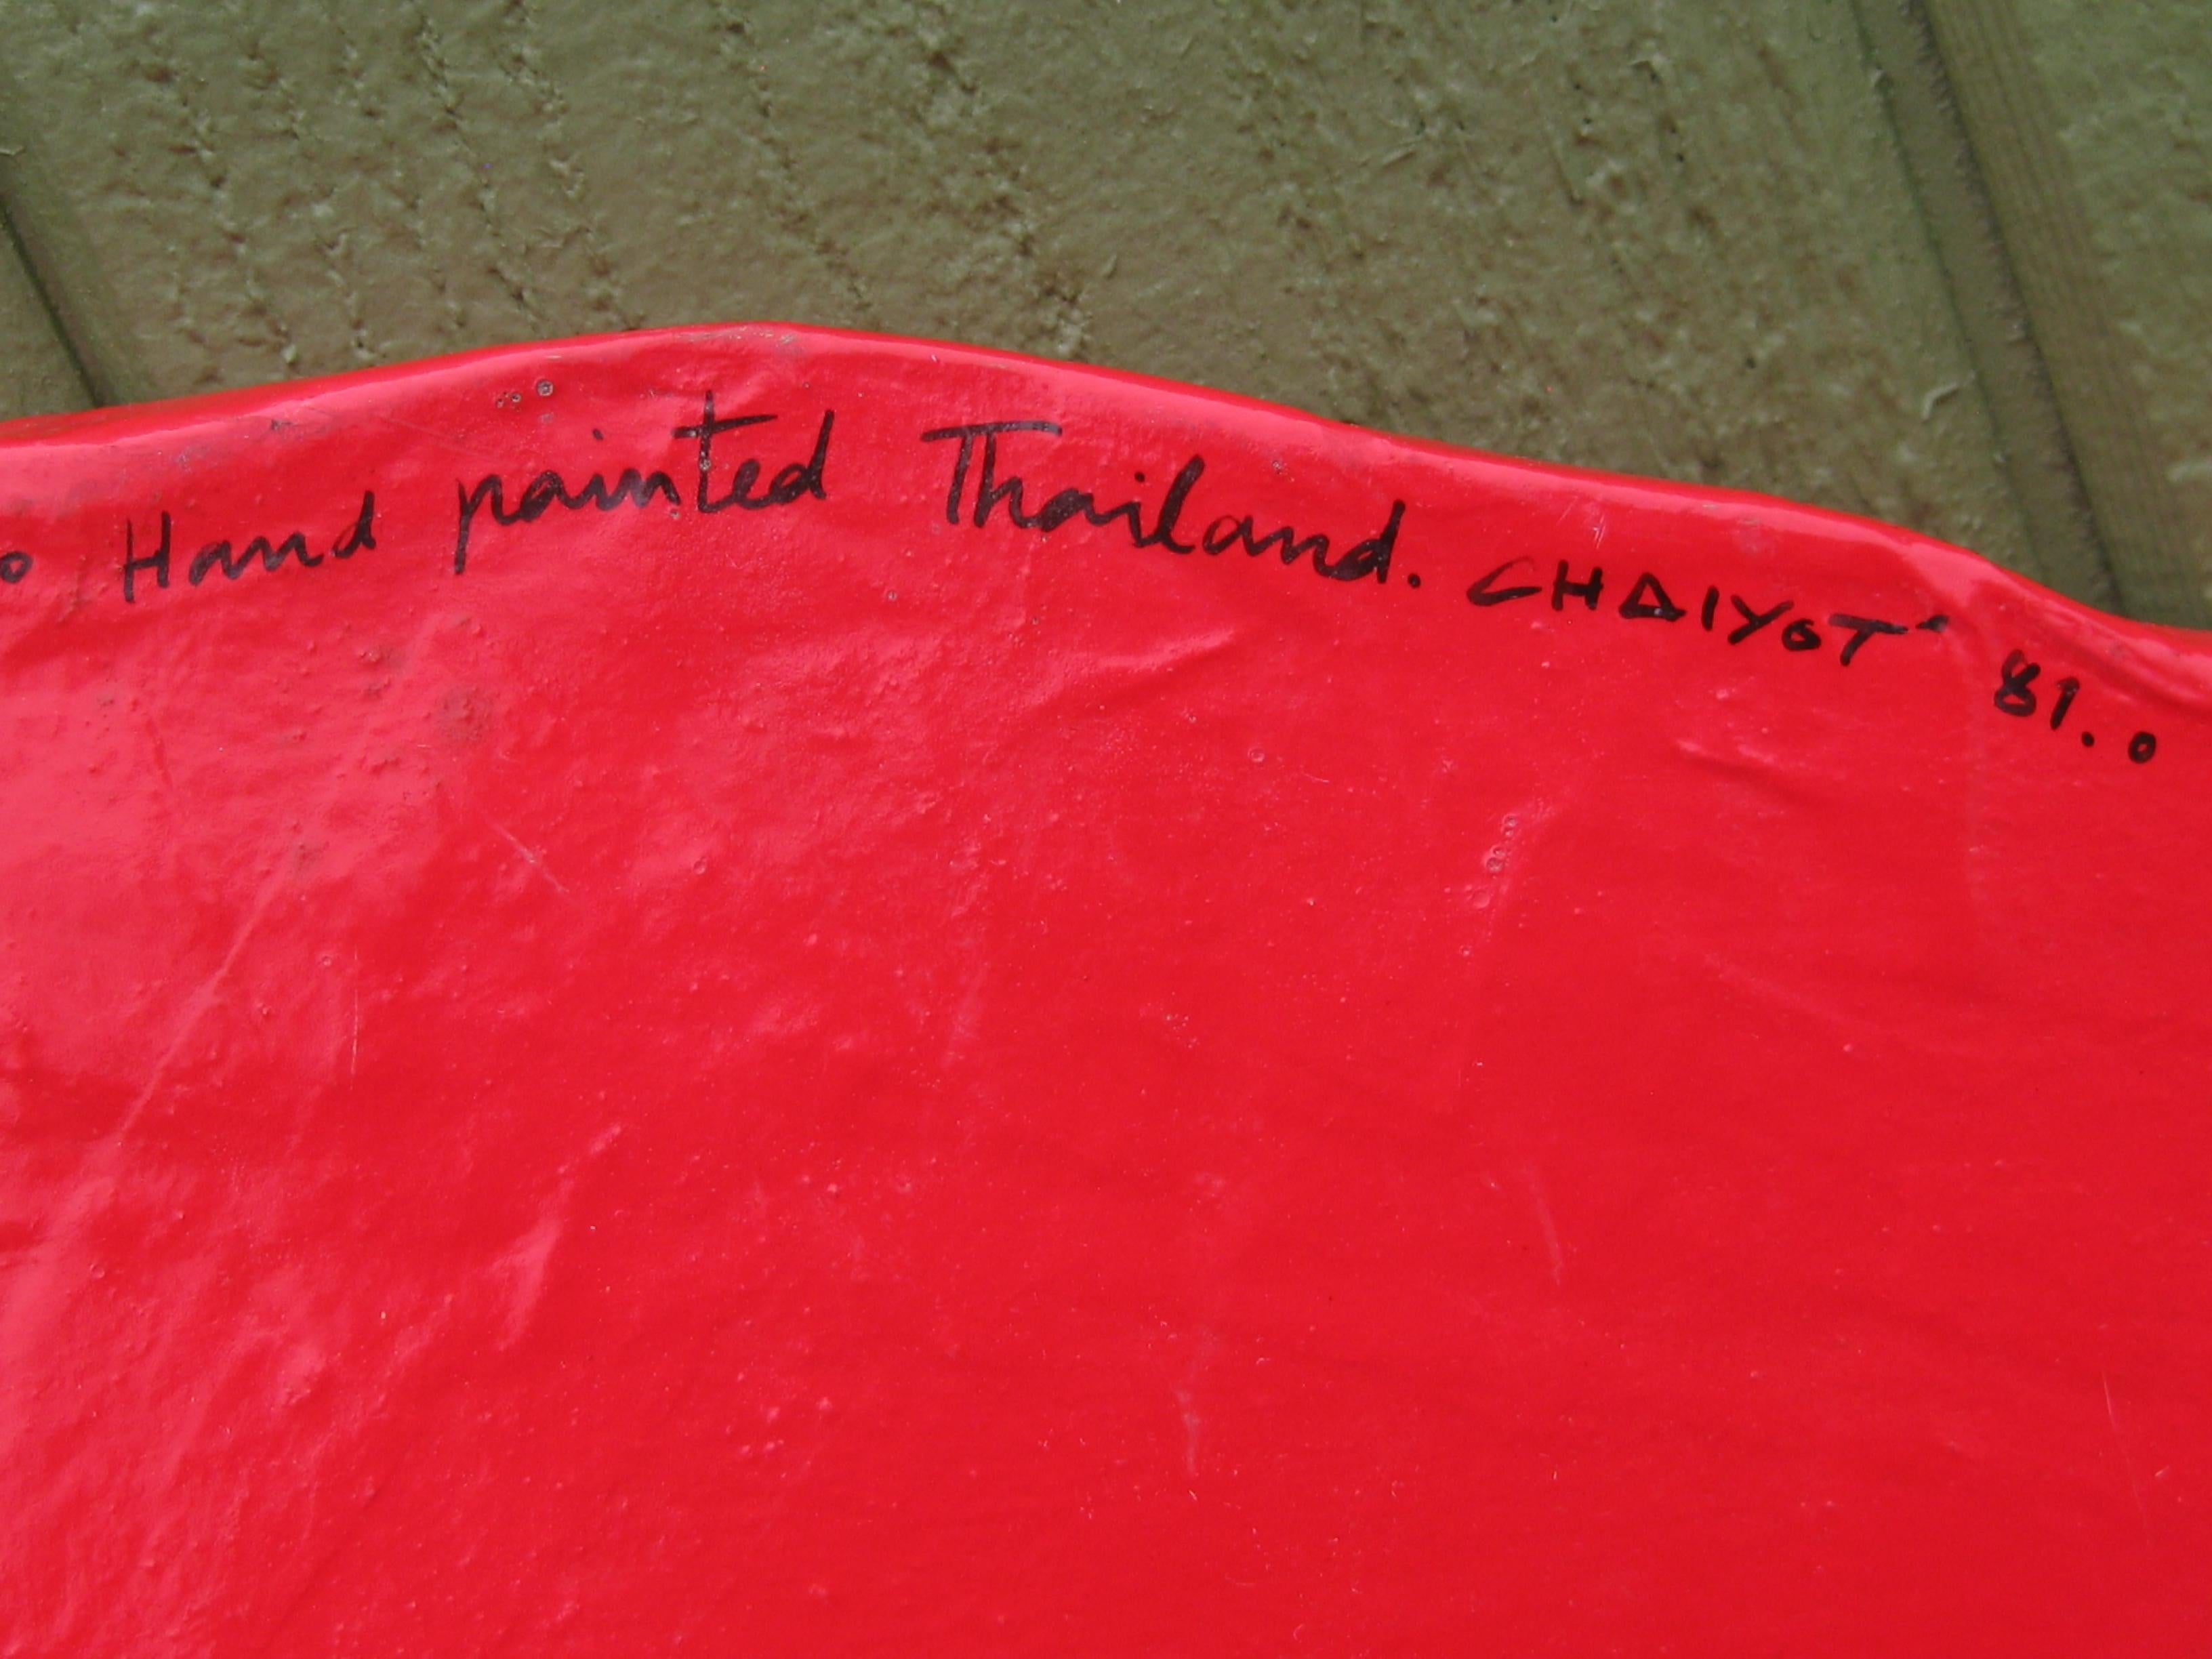 o Hand painted Thailand. CHAIYOT' 81. o